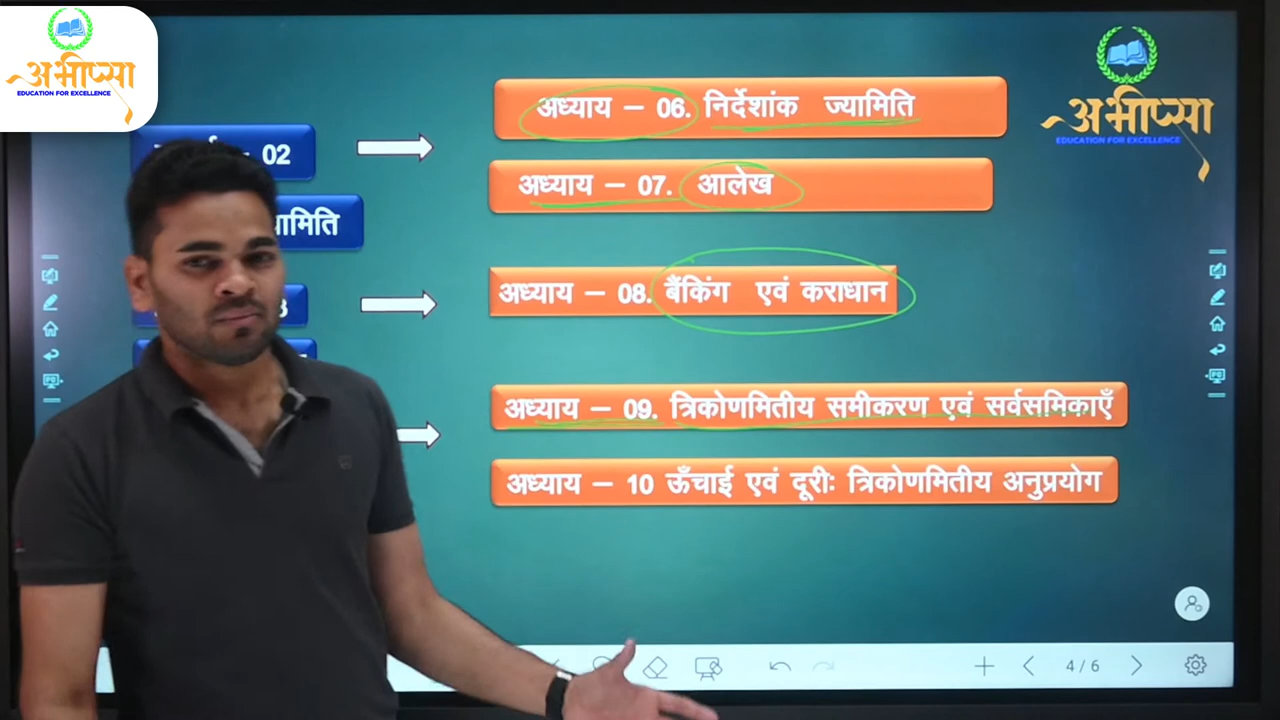 अभीप्सा
EDUCATION FOR EXCELLENCE
अभीप्सा
EDUCATION FOR EXCELLENCE
02
अध्याय – 06. निर्देशांक ज्यामिति
अध्याय – 07. आलेख
अध्याय – 08. बैंकिंग एवं कराधान
अध्याय – 09. त्रिकोणमितीय समीकरण एवं सर्वसमिकाएँ
अध्याय – 10 ऊँचाई एवं दूरीः त्रिकोणमितीय अनुप्रयोग
4 / 6